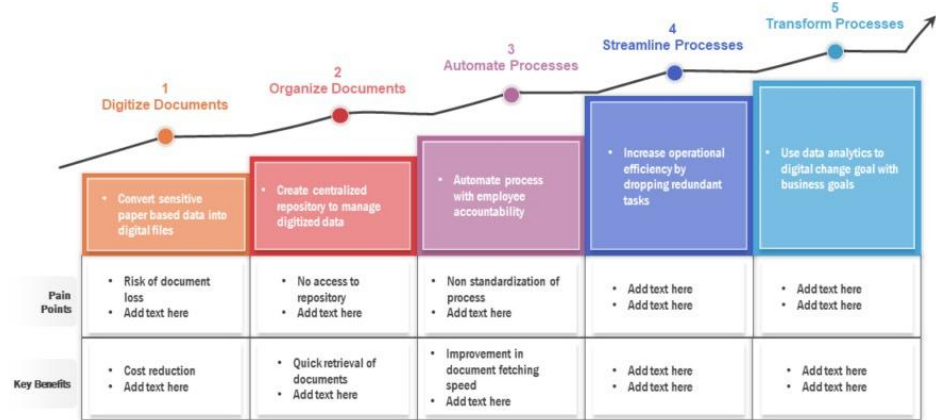 1
Digitize Documents
2
Organize Documents
3
Automate Processes
4
Streamline Processes
5
Transform Processes
• Convert sensitive
paper based data into
digital files
• Create centralized
repository to manage
digitized data
• Automate process
with employee
accountability
• Increase operational
efficiency by
dropping redundant
tasks
• Use data analytics to
digital change goal with
business goals
Pain
Points
• Risk of document
loss
• Add text here
• No access to
repository
• Add text here
• Non standardization of
process
• Add text here
• Add text here
• Add text here
• Add text here
• Add text here
Key Benefits
• Cost reduction
• Add text here
• Quick retrieval of
documents
• Add text here
• Improvement in
document fetching
speed
• Add text here
• Add text here
• Add text here
• Add text here
• Add text here